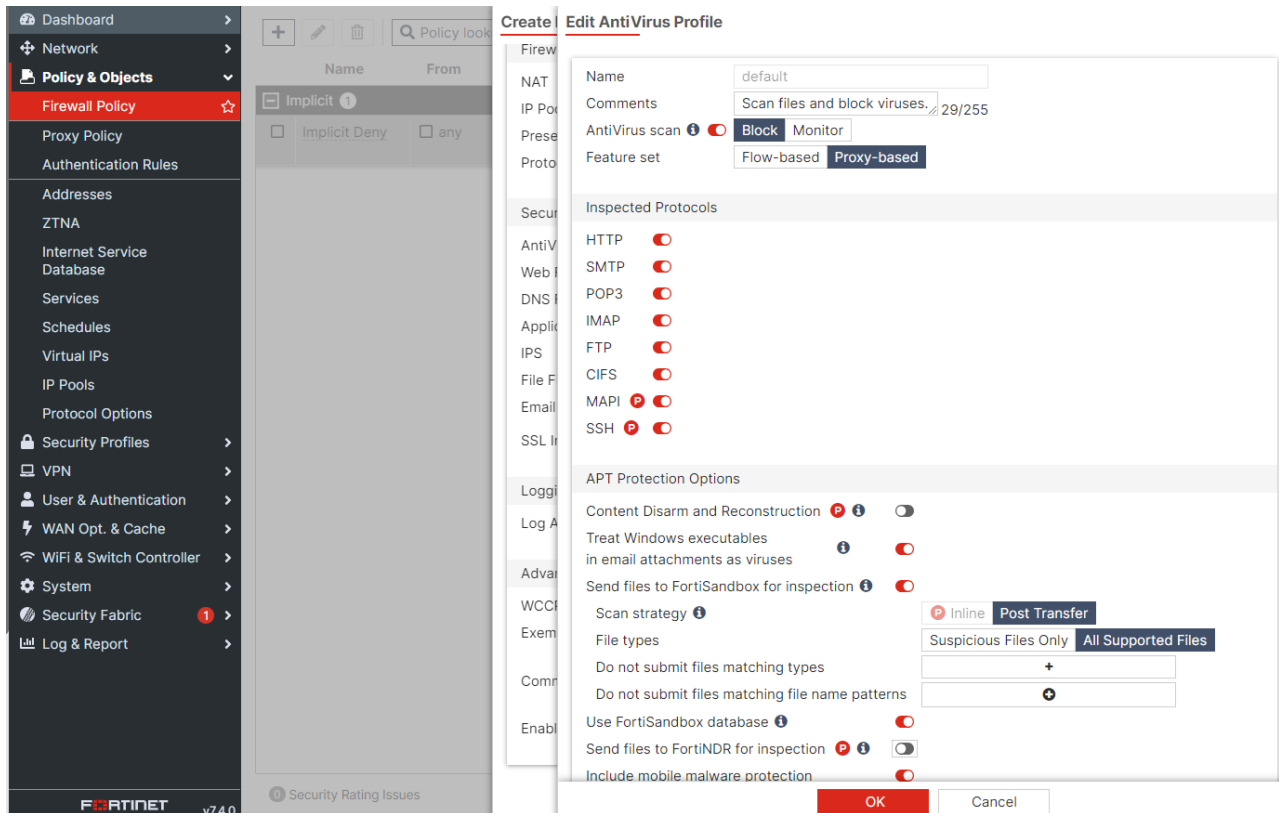 Dashboard
Network
Policy & Objects
Firewall Policy
Proxy Policy
Authentication Rules
Addresses
ZTNA
Internet Service
Database
Services
Schedules
Virtual IPs
IP Pools
Protocol Options
Security Profiles
VPN
User & Authentication
WAN Opt. & Cache
WiFi & Switch Controller
System
Security Fabric 1
Log & Report
FORTINET v7.4.0
Policy look
Name From
Implicit 1
Implicit Deny any
0 Security Rating Issues
Create
Firew
NAT
IP Poo
Prese
Proto
Secur
AntiV
Web F
DNS F
Applic
IPS
File F
Email
SSL In
Loggi
Log A
Advan
WCCP
Exem
Comm
Enabl
Edit AntiVirus Profile
Name default
Comments Scan files and block viruses. 29/255
AntiVirus scan Block Monitor
Feature set Flow-based Proxy-based
Inspected Protocols
HTTP
SMTP
POP3
IMAP
FTP
CIFS
MAPI P
SSH P
APT Protection Options
Content Disarm and Reconstruction P
Treat Windows executables
in email attachments as viruses
Send files to FortiSandbox for inspection
Scan strategy P Inline Post Transfer
File types Suspicious Files Only All Supported Files
Do not submit files matching types +
Do not submit files matching file name patterns
Use FortiSandbox database
Send files to FortiNDR for inspection P
Include mobile malware protection
OK Cancel